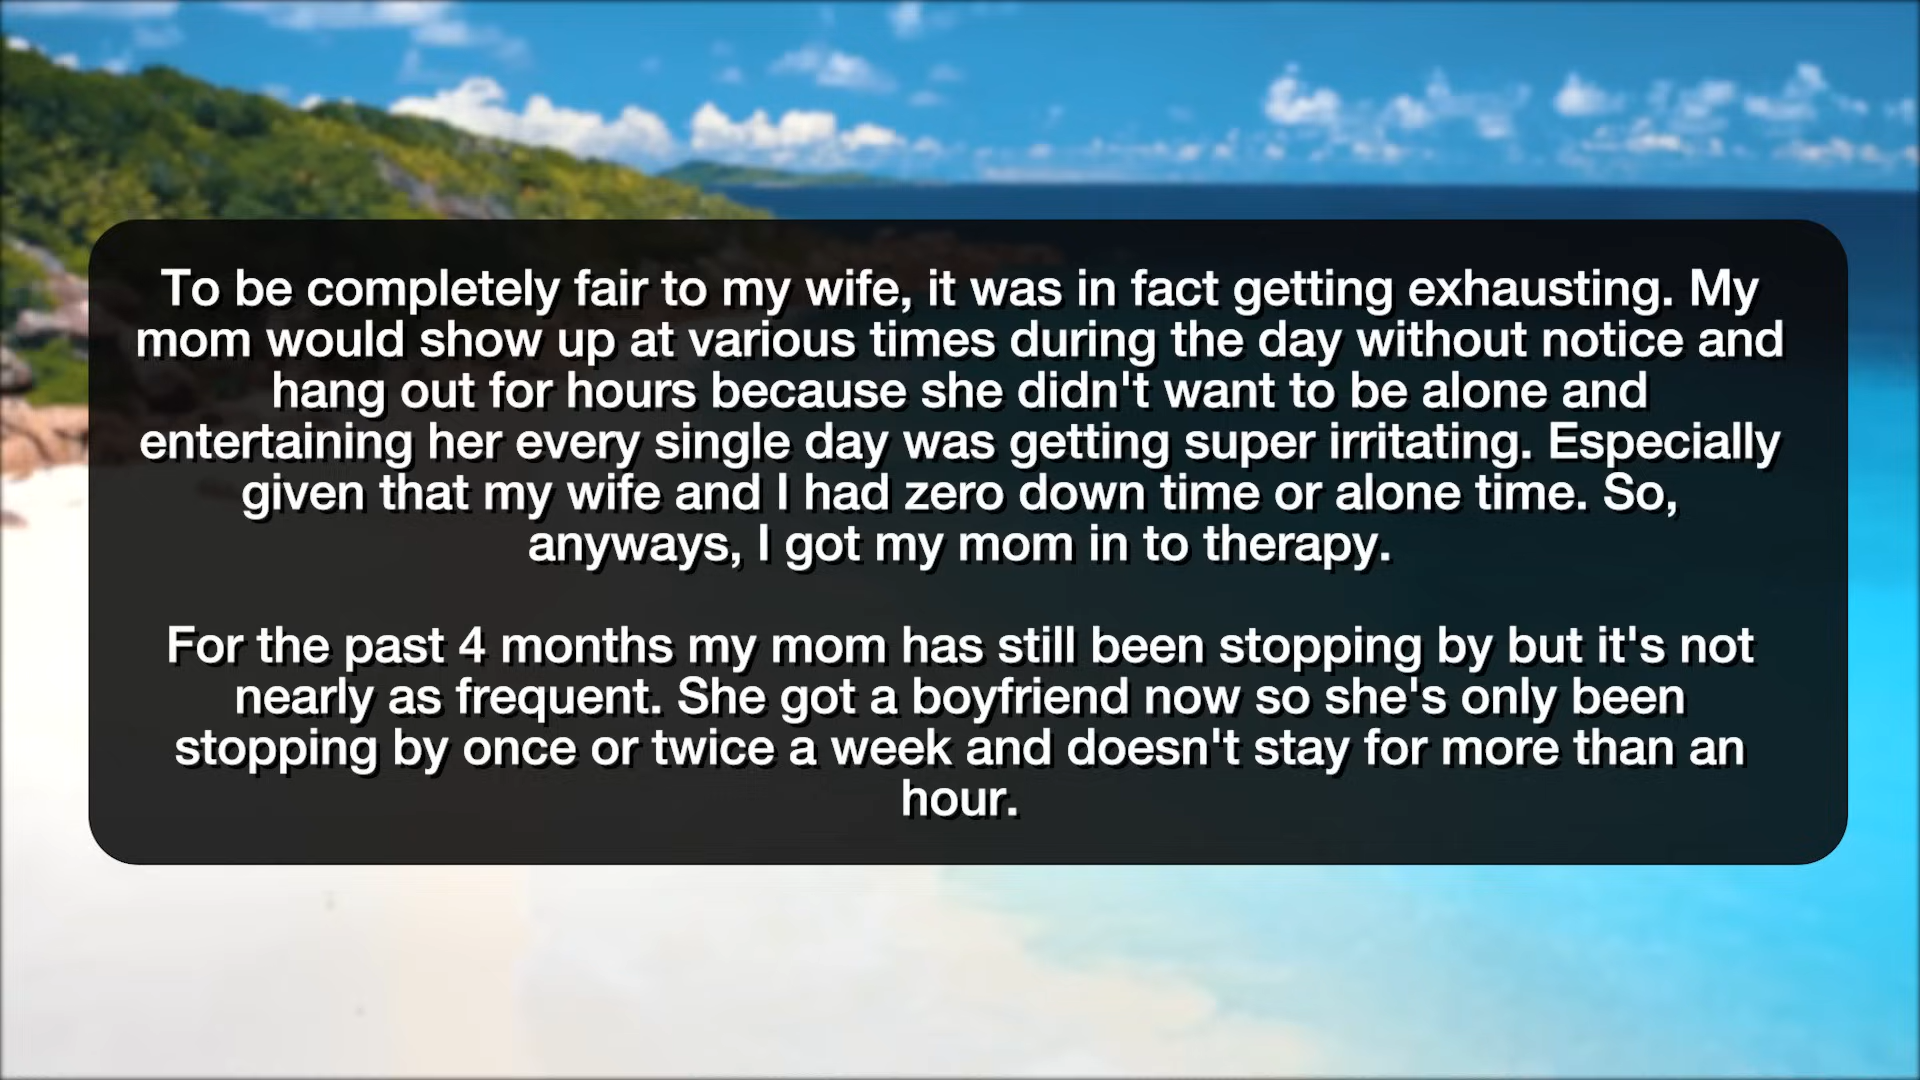 To be completely fair to my wife, it was in fact getting exhausting. My
mom would show up at various times during the day without notice and
hang out for hours because she didn't want to be alone and
entertaining her every single day was getting super irritating. Especially
given that my wife and I had zero down time or alone time. So,
anyways, I got my mom in to therapy.
For the past 4 months my mom has still been stopping by but it's not
nearly as frequent. She got a boyfriend now so she's only been
stopping by once or twice a week and doesn't stay for more than an
hour.